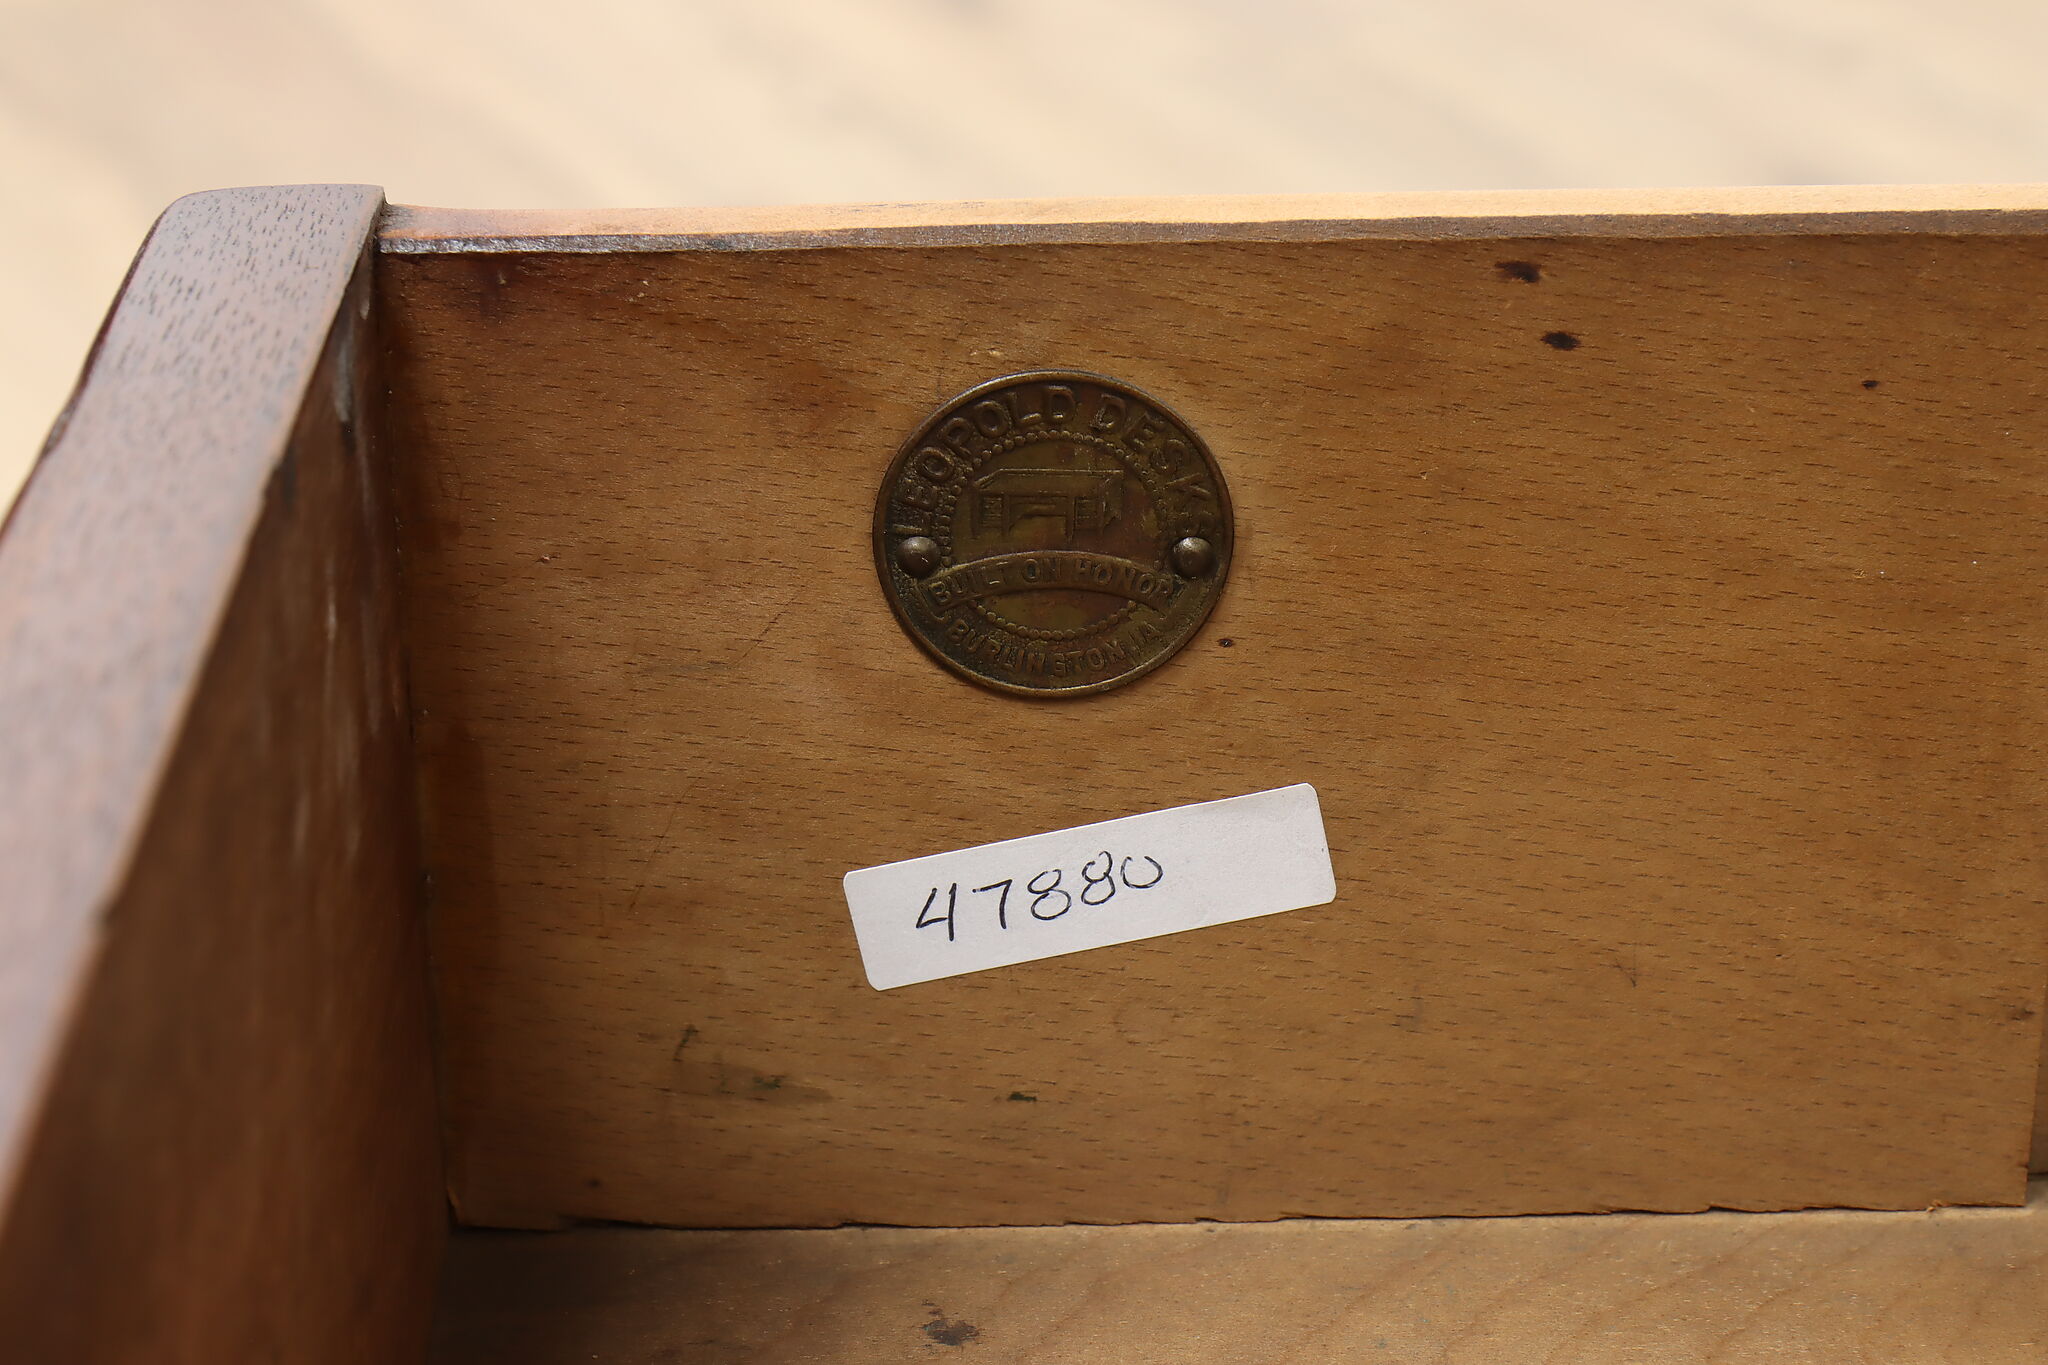 LEOPOLD DESKS
BUILT ON HONOR
BURLINGTON, IA
47880